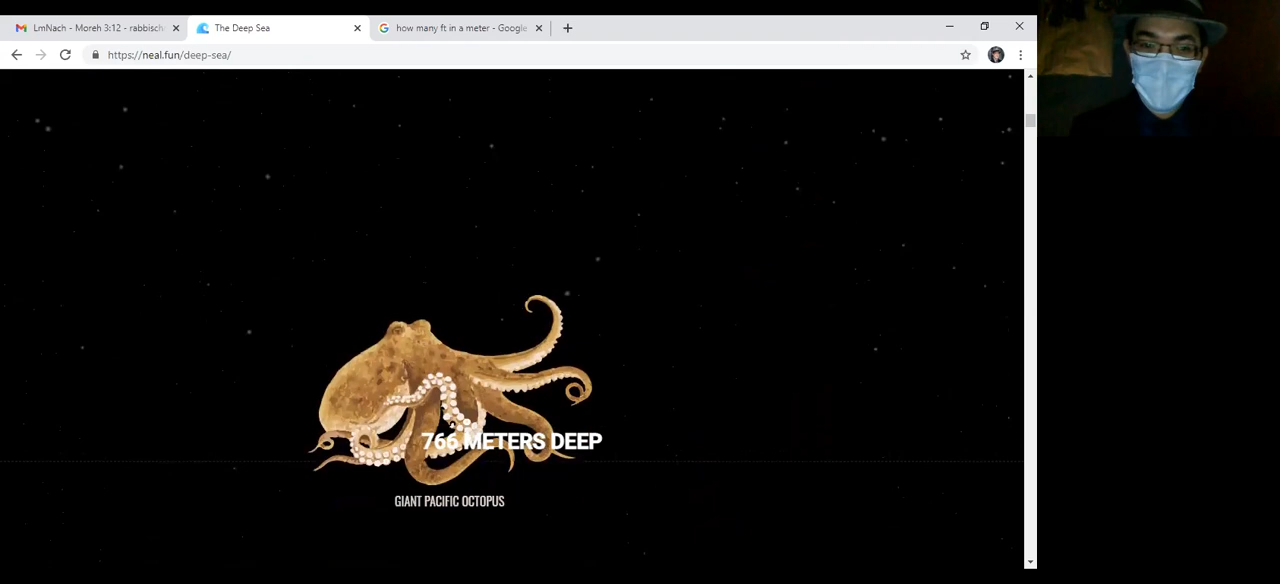 LmNach - Moreh 3:12 - rabbisch
The Deep Sea
how many ft in a meter - Google
https://neal.fun/deep-sea/
766 METERS DEEP
GIANT PACIFIC OCTOPUS